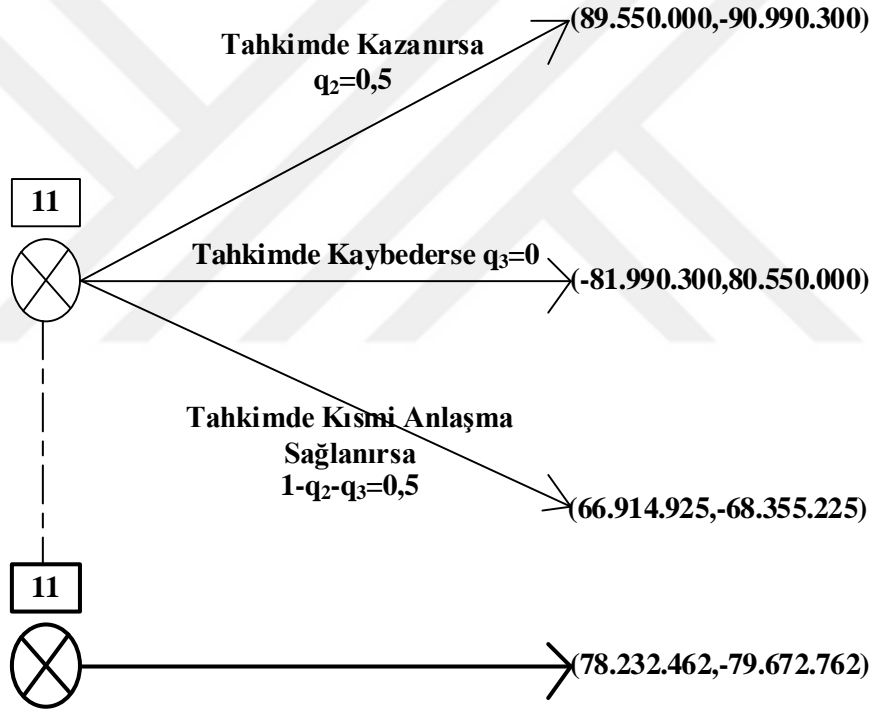 (89.550.000,-90.990.300)
Tahkimde Kazanırsa
q₂=0,5
11
Tahkimde Kaybederse q₃=0
(-81.990.300,80.550.000)
Tahkimde Kısmi Anlaşma
Sağlanırsa
1-q₂-q₃=0,5
(66.914.925,-68.355.225)
11
(78.232.462,-79.672.762)